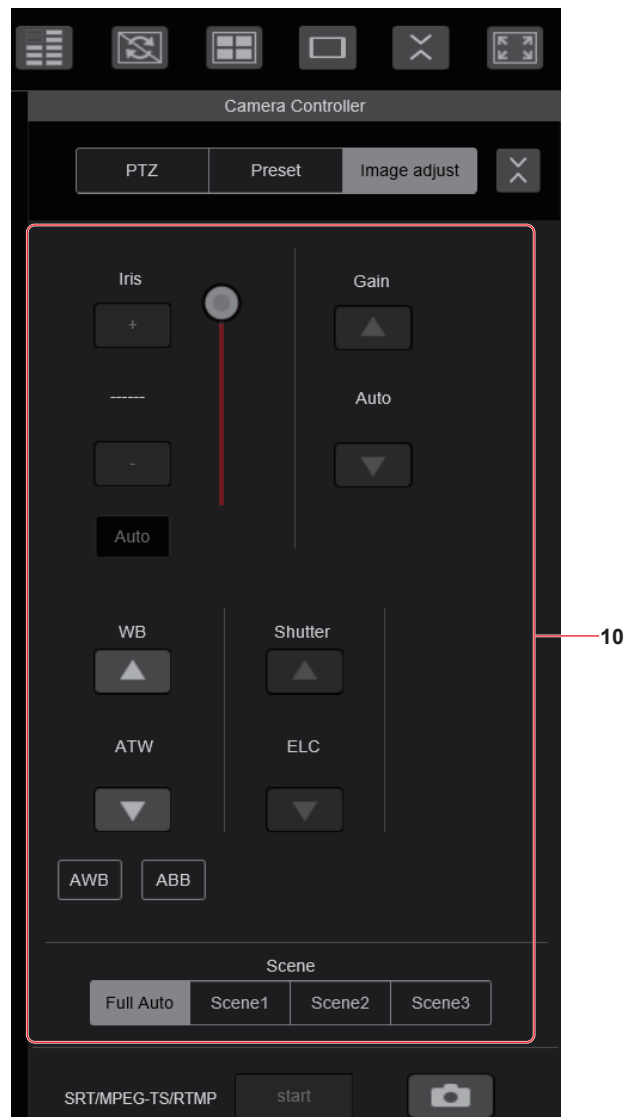 Camera Controller
PTZ Preset Image adjust
Iris Gain
+
------ Auto
-
Auto
WB Shutter
ATW ELC
AWB ABB
Scene
Full Auto Scene1 Scene2 Scene3
SRT/MPEG-TS/RTMP start
10